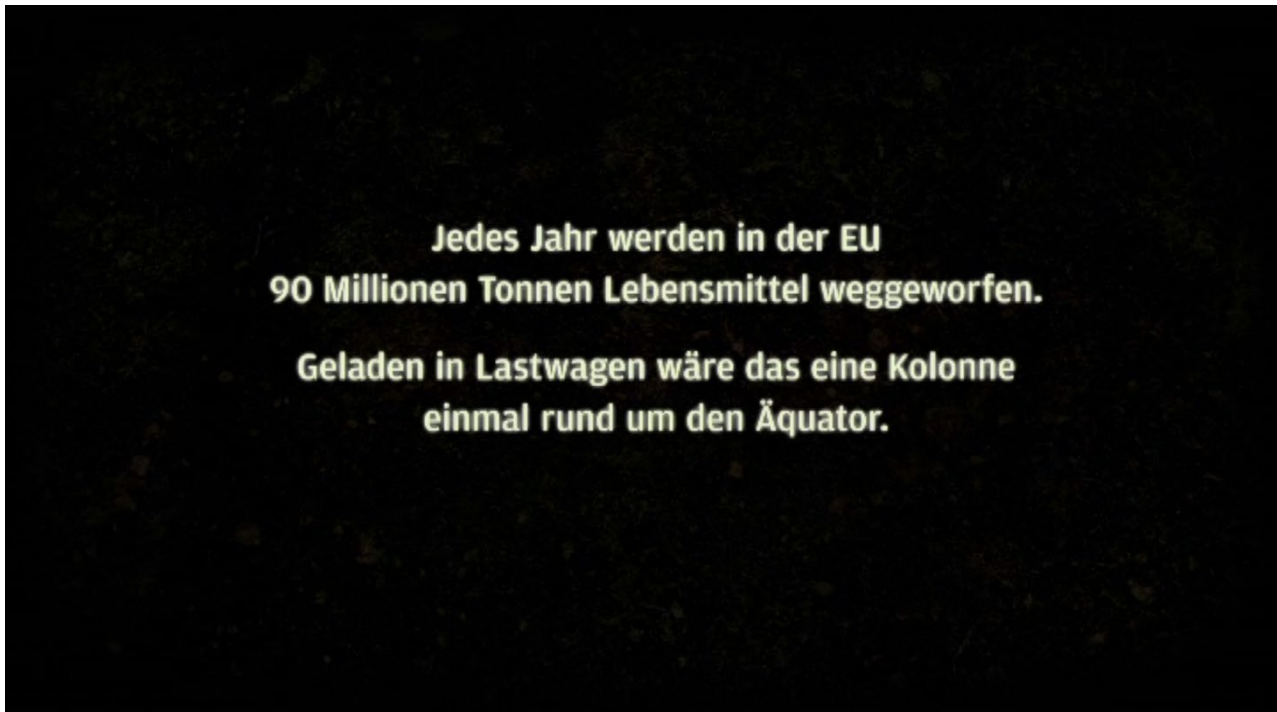 Jedes Jahr werden in der EU
90 Millionen Tonnen Lebensmittel weggeworfen.
Geladen in Lastwagen wäre das eine Kolonne
einmal rund um den Äquator.